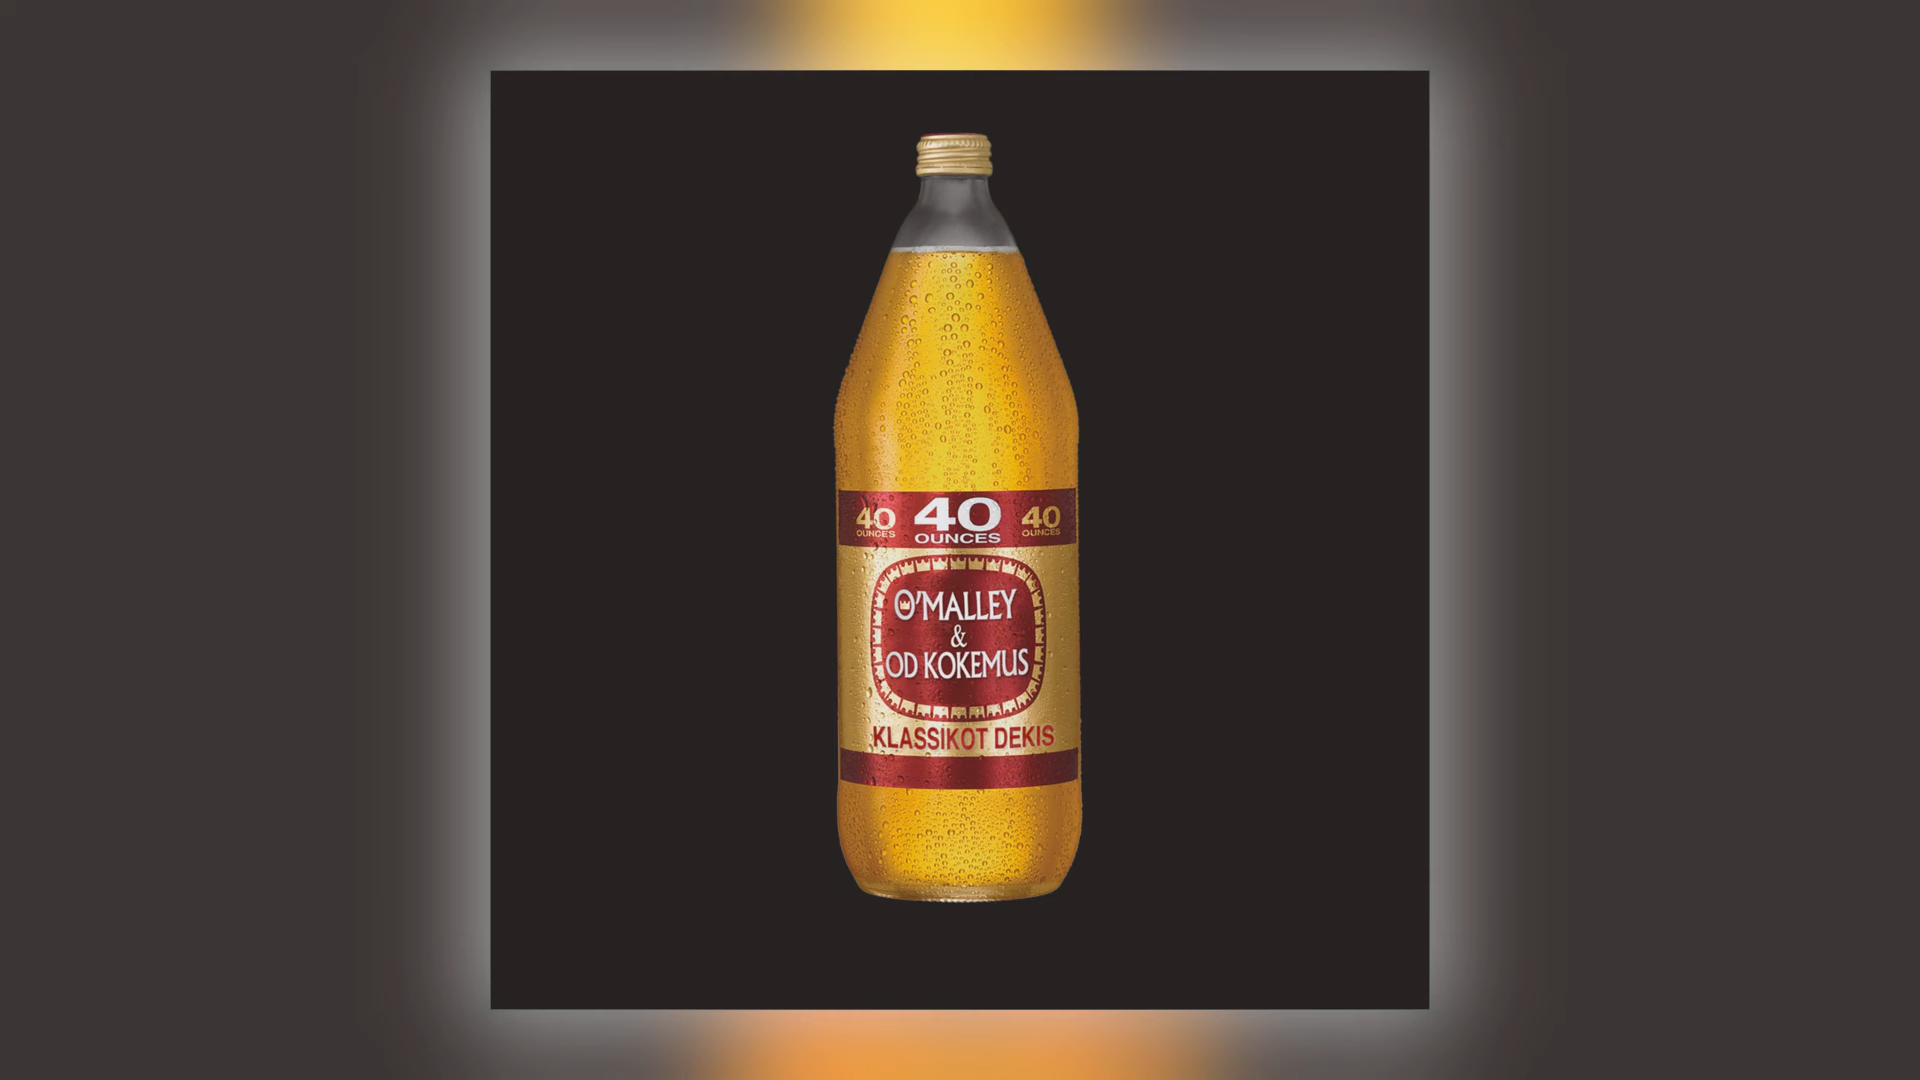 40 40 40
OUNCES OUNCES OUNCES
O'MALLEY
&
OD KOKEMUS
KLASSIKOT DEKIS